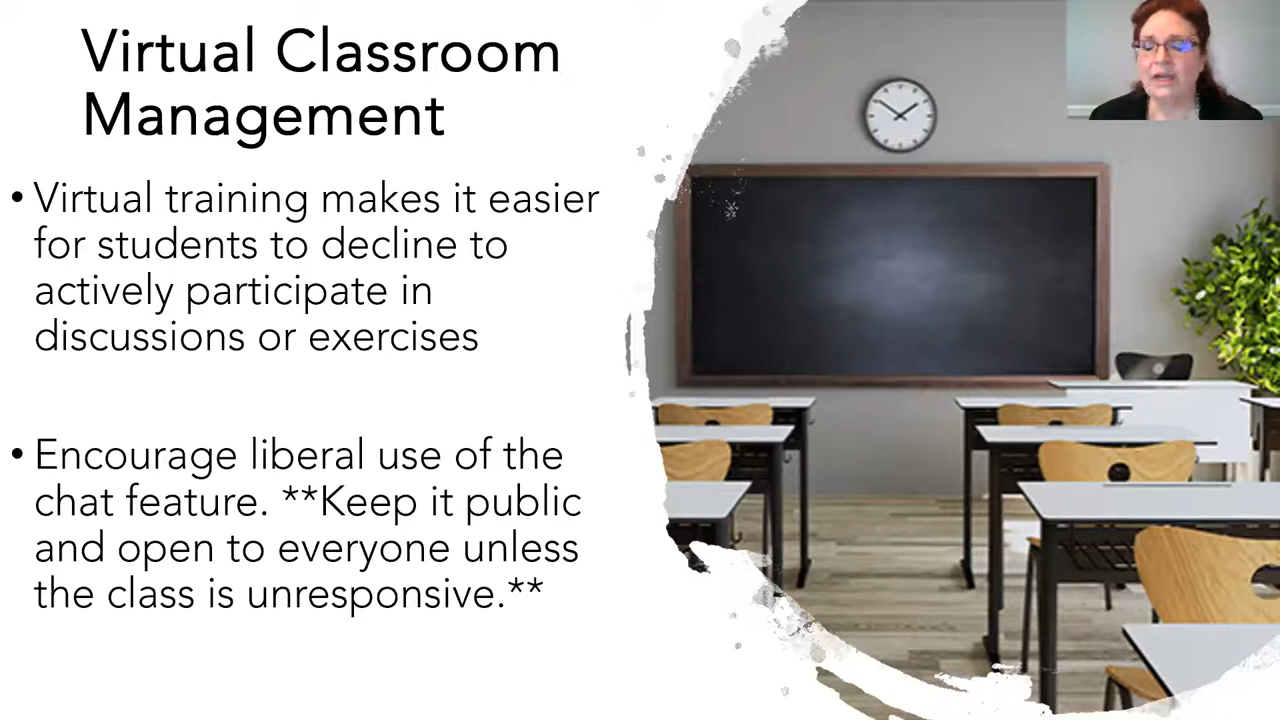 Virtual Classroom
Management
• Virtual training makes it easier
for students to decline to
actively participate in
discussions or exercises
• Encourage liberal use of the
chat feature. **Keep it public
and open to everyone unless
the class is unresponsive.**